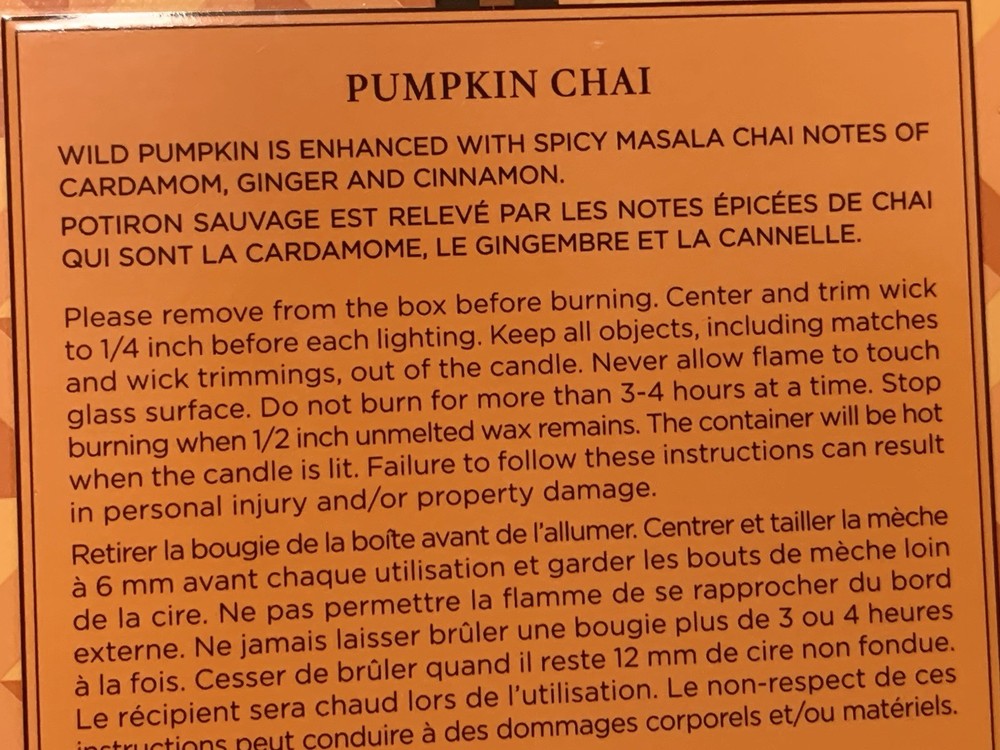 PUMPKIN CHAI
WILD PUMPKIN IS ENHANCED WITH SPICY MASALA CHAI NOTES OF
CARDAMOM, GINGER AND CINNAMON.
POTIRON SAUVAGE EST RELEVÉ PAR LES NOTES ÉPICÉES DE CHAI
QUI SONT LA CARDAMOME, LE GINGEMBRE ET LA CANNELLE.
Please remove from the box before burning. Center and trim wick
to 1/4 inch before each lighting. Keep all objects, including matches
and wick trimmings, out of the candle. Never allow flame to touch
glass surface. Do not burn for more than 3-4 hours at a time. Stop
burning when 1/2 inch unmelted wax remains. The container will be hot
when the candle is lit. Failure to follow these instructions can result
in personal injury and/or property damage.
Retirer la bougie de la boîte avant de l'allumer. Centrer et tailler la mèche
à 6 mm avant chaque utilisation et garder les bouts de mèche loin
de la cire. Ne pas permettre la flamme de se rapprocher du bord
externe. Ne jamais laisser brûler une bougie plus de 3 ou 4 heures
à la fois. Cesser de brûler quand il reste 12 mm de cire non fondue.
Le récipient sera chaud lors de l'utilisation. Le non-respect de ces
instructions peut conduire à des dommages corporels et/ou matériels.